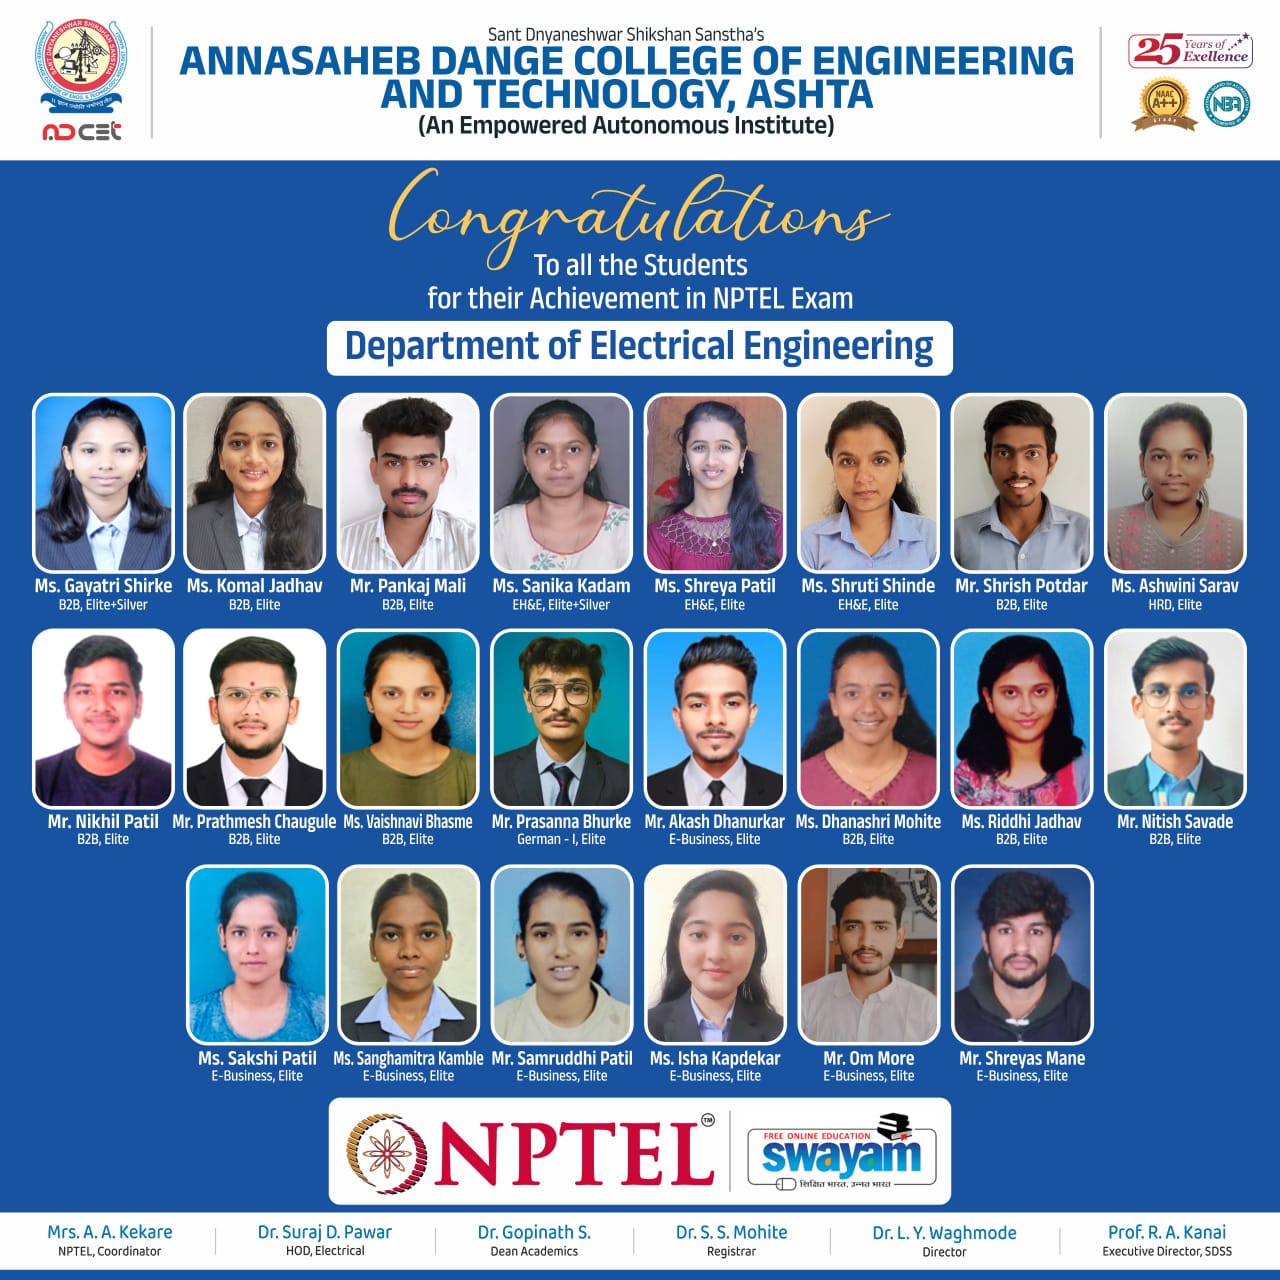 Sant Dnyaneshwar Shikshan Sanstha's
ANNASAHEB DANGE COLLEGE OF ENGINEERING
AND TECHNOLOGY, ASHTA
(An Empowered Autonomous Institute)
ADCET
25 Years of
Exellence
NAAC
A++
Grade
NBA
Congratulations
To all the Students
for their Achievement in NPTEL Exam
Department of Electrical Engineering
Ms. Gayatri Shirke
B2B, Elite+Silver
Ms. Komal Jadhav
B2B, Elite
Mr. Pankaj Mali
B2B, Elite
Ms. Sanika Kadam
EH&E, Elite+Silver
Ms. Shreya Patil
EH&E, Elite
Ms. Shruti Shinde
EH&E, Elite
Mr. Shrish Potdar
B2B, Elite
Ms. Ashwini Sarav
HRD, Elite
Mr. Nikhil Patil
B2B, Elite
Mr. Prathmesh Chaugule
B2B, Elite
Ms. Vaishnavi Bhasme
B2B, Elite
Mr. Prasanna Bhurke
German - I, Elite
Mr. Akash Dhanurkar
E-Business, Elite
Ms. Dhanashri Mohite
B2B, Elite
Ms. Riddhi Jadhav
B2B, Elite
Mr. Nitish Savade
B2B, Elite
Ms. Sakshi Patil
E-Business, Elite
Ms. Sanghamitra Kamble
E-Business, Elite
Mr. Samruddhi Patil
E-Business, Elite
Ms. Isha Kapdekar
E-Business, Elite
Mr. Om More
E-Business, Elite
Mr. Shreyas Mane
E-Business, Elite
NPTEL TM
FREE ONLINE EDUCATION
swayam
शिक्षित भारत, उन्नत भारत
Mrs. A. A. Kekare
NPTEL, Coordinator
Dr. Suraj D. Pawar
HOD, Electrical
Dr. Gopinath S.
Dean Academics
Dr. S. S. Mohite
Registrar
Dr. L. Y. Waghmode
Director
Prof. R. A. Kanai
Executive Director, SDSS